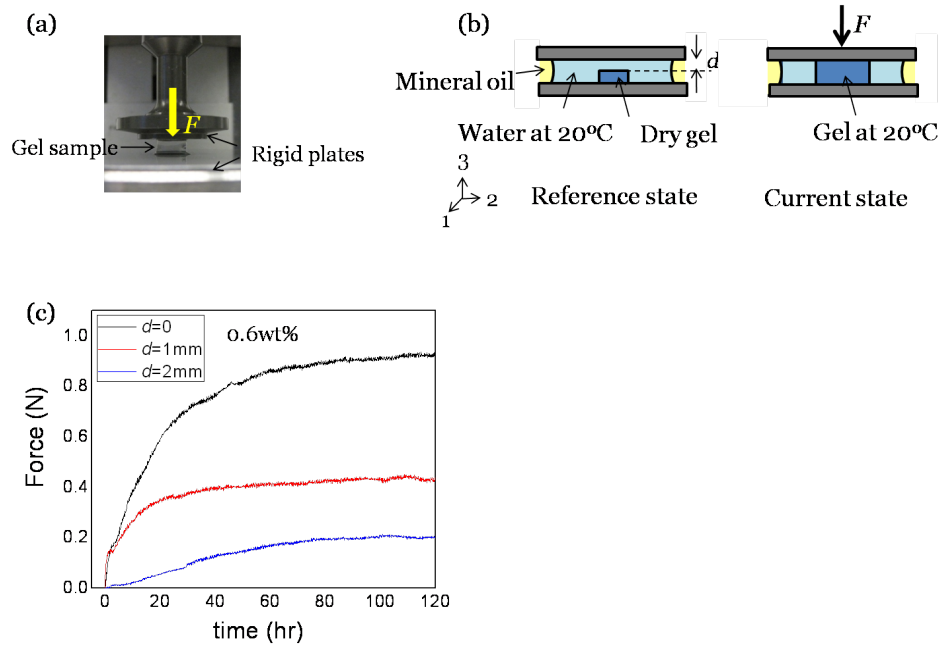 (a)
F
Gel sample
Rigid plates
(b)
F
d
Mineral oil
Water at 20ºC
Dry gel
Gel at 20ºC
3
2
1
Reference state
Current state
(c)
d=0
d=1mm
d=2mm
0.6wt%
1.0
0.8
0.6
0.4
0.2
0.0
Force (N)
0 20 40 60 80 100 120
time (hr)